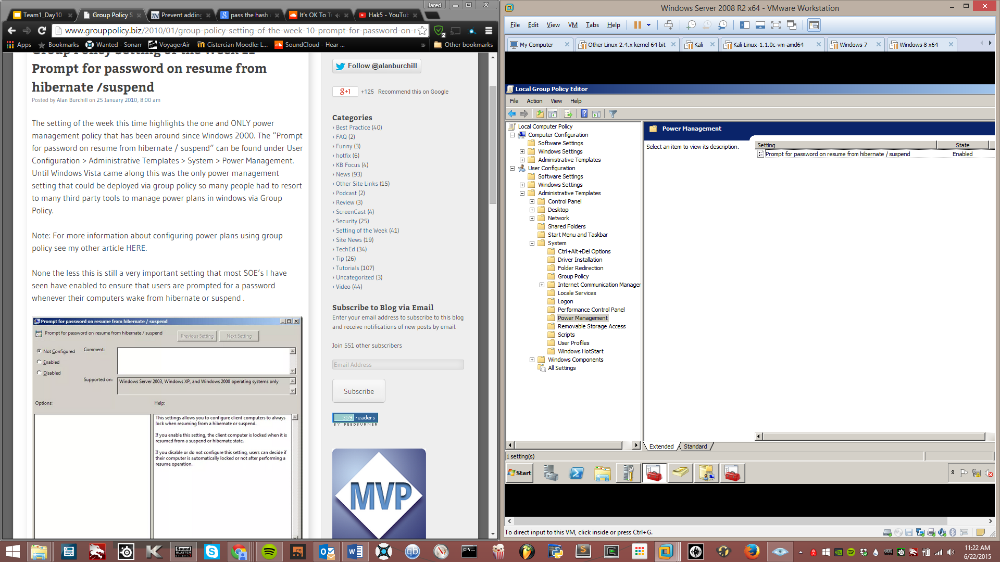 Jared
Team1_Day10
Group Policy S
Prevent adding
pass the hash
It's OK To T
Hak5 - YouTub
www.grouppolicy.biz/2010/01/group-policy-setting-of-the-week-10-prompt-for-password-on-r
Apps
Bookmarks
Wanted - Sonarr
VoyagerAir
Cistercian Moodle: L...
SoundCloud - Hear ...
»
Other bookmarks
Group Policy Setting of the Week 11
Prompt for password on resume from
hibernate /suspend
Posted by Alan Burchill on 25 January 2010, 8:00 am
The setting of the week this time highlights the one and ONLY power
management policy that has been around since Windows 2000. The “Prompt
for password on resume from hibernate / suspend” can be found under User
Configuration > Administrative Templates > System > Power Management.
Until Windows Vista came along this was the only power management
setting that could be deployed via group policy so many people had to resort
to many third party tools to manage power plans in windows via Group
Policy.
Note: For more information about configuring power plans using group
policy see my other article HERE.
None the less this is still a very important setting that most SOE’s I have
seen have enabled to ensure that users are prompted for a password
whenever their computers wake from hibernate or suspend .
Prompt for password on resume from hibernate / suspend
Prompt for password on resume from hibernate / suspend
Previous Setting
Next Setting
Not Configured
Enabled
Disabled
Comment:
Supported on:
Windows Server 2003, Windows XP, and Windows 2000 operating systems only
Options:
Help:
This settings allows you to configure client computers to always
lock when resuming from a hibernate or suspend.
If you enable this setting, the client computer is locked when it is
resumed from a suspend or hibernate state.
If you disable or do not configure this setting, users can decide if
their computer is automatically locked or not after performing a
resume operation.
Follow @alanburchill
g+1
+125 Recommend this on Google
Categories
› Best Practice (40)
› FAQ (2)
› Funny (3)
› hotfix (6)
› KB Focus (4)
› News (93)
› Other Site Links (15)
› Podcast (2)
› Review (3)
› ScreenCast (4)
› Security (25)
› Setting of the Week (41)
› Site News (19)
› TechEd (34)
› Tip (26)
› Tutorials (107)
› Uncategorized (3)
› Video (44)
Subscribe to Blog via Email
Enter your email address to subscribe to this blog
and receive notifications of new posts by email.
Join 551 other subscribers
Email Address
Subscribe
359 readers
BY FEEDBURNER
MVP
Windows Server 2008 R2 x64 - VMware Workstation
File Edit View VM Tabs Help
My Computer
Other Linux 2.4.x kernel 64-bit
Kali
Kali-Linux-1.1.0c-vm-amd64
Windows 7
Windows 8 x64
Local Group Policy Editor
File Action View Help
Local Computer Policy
Computer Configuration
Software Settings
Windows Settings
Administrative Templates
User Configuration
Software Settings
Windows Settings
Administrative Templates
Control Panel
Desktop
Network
Shared Folders
Start Menu and Taskbar
System
Ctrl+Alt+Del Options
Driver Installation
Folder Redirection
Group Policy
Internet Communication Manager
Locale Services
Logon
Performance Control Panel
Power Management
Removable Storage Access
Scripts
User Profiles
Windows HotStart
Windows Components
All Settings
Power Management
Select an item to view its description.
Setting
State
Prompt for password on resume from hibernate / suspend
Enabled
Extended
Standard
1 setting(s)
Start
To direct input to this VM, click inside or press Ctrl+G.
11:22 AM
6/22/2015